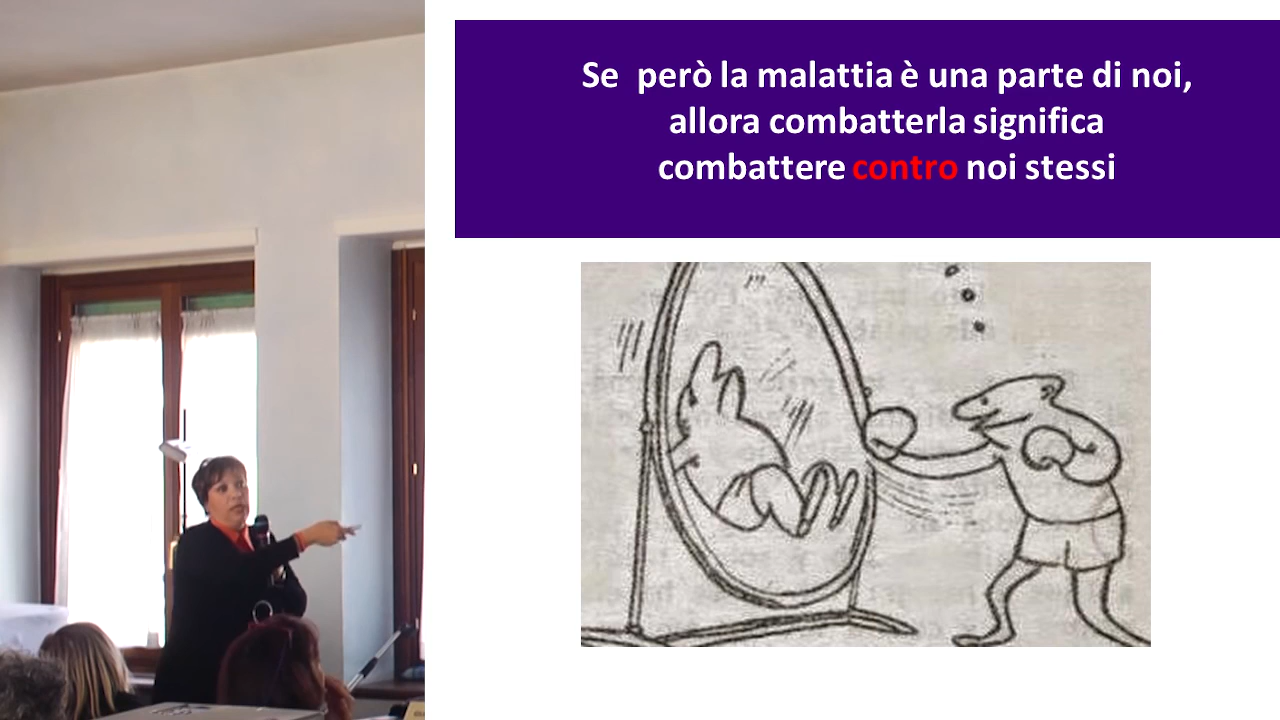 Se però la malattia è una parte di noi,
allora combatterla significa
combattere contro noi stessi